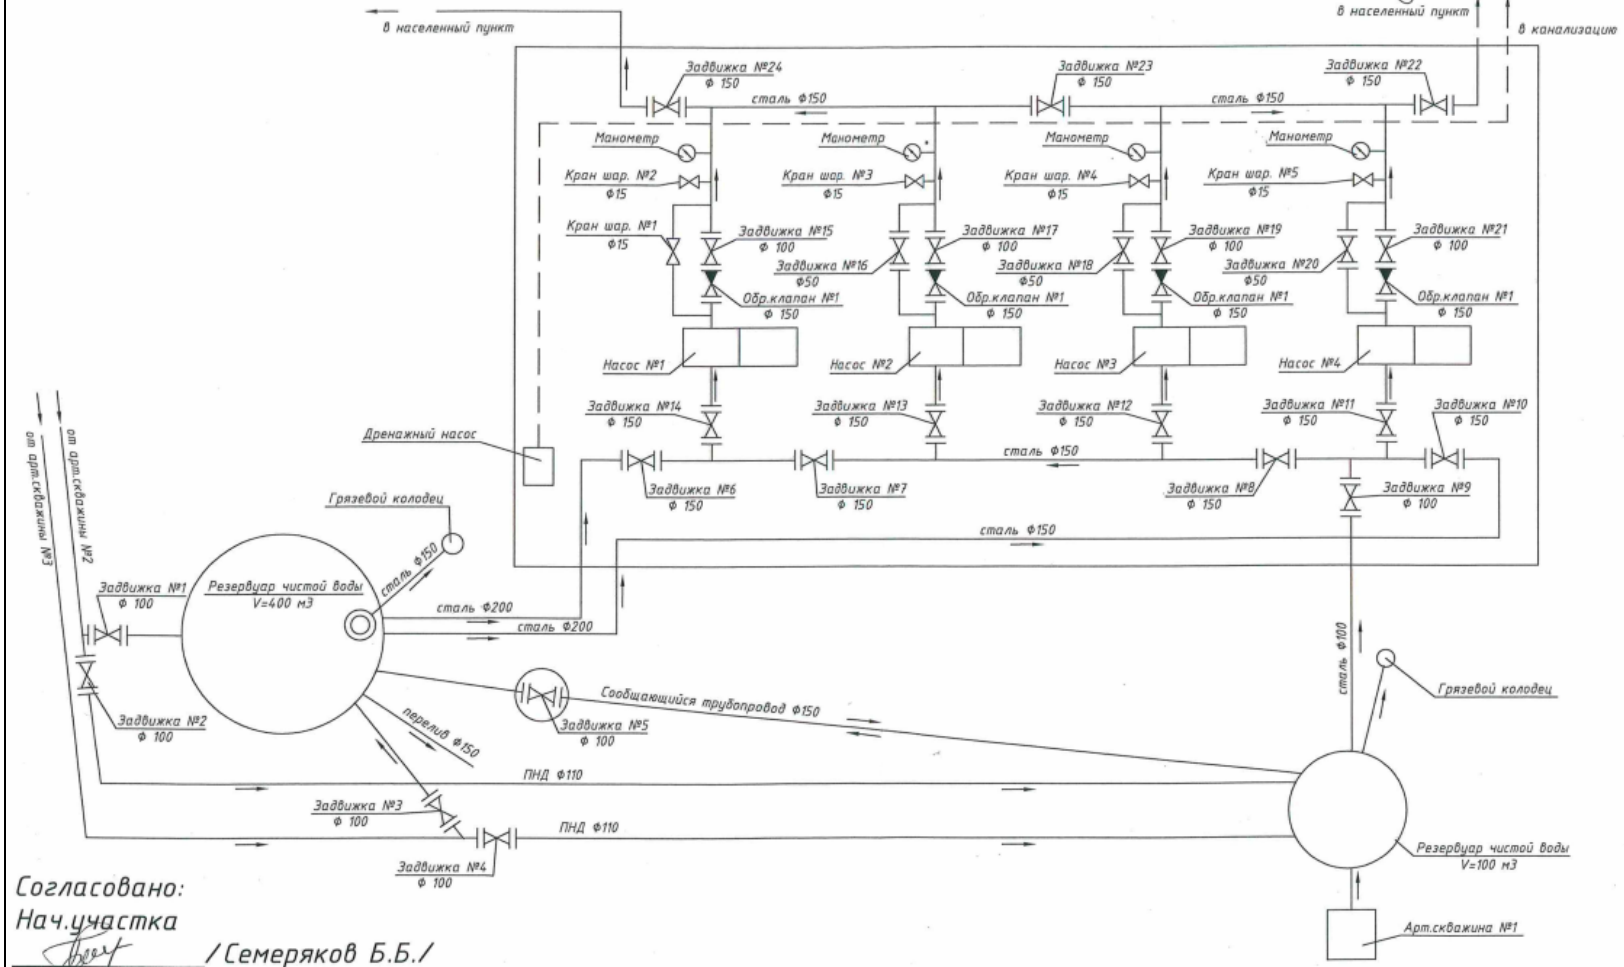 в населенный пункт
в населенный пункт
в канализацию
Задвижка №24
ф 150
Задвижка №23
ф 150
Задвижка №22
ф 150
сталь ф150
сталь ф150
Манометр
Манометр
Манометр
Манометр
Кран шар. №2
ф15
Кран шар. №3
ф15
Кран шар. №4
ф15
Кран шар. №5
ф15
Кран шар. №1
ф15
Задвижка №15
ф 100
Задвижка №17
ф 100
Задвижка №19
ф 100
Задвижка №21
ф 100
Задвижка №16
ф50
Задвижка №18
ф50
Задвижка №20
ф50
Обр.клапан №1
ф 150
Обр.клапан №1
ф 150
Обр.клапан №1
ф 150
Обр.клапан №1
ф 150
Насос №1
Насос №2
Насос №3
Насос №4
Задвижка №14
ф 150
Задвижка №13
ф 150
Задвижка №12
ф 150
Задвижка №11
ф 150
Задвижка №10
ф 150
Дренажный насос
сталь ф150
Задвижка №6
ф 150
Задвижка №7
ф 150
Задвижка №8
ф 150
Задвижка №9
ф 100
от арт.скважины №3
от арт.скважины №2
Грязевой колодец
сталь ф150
сталь ф150
Задвижка №1
ф 100
Резервуар чистой воды
V=400 м3
сталь ф200
сталь ф200
сталь ф100
Грязевой колодец
Задвижка №2
ф 100
перелив ф150
Сообщающийся трубопровод ф150
Задвижка №5
ф 100
ПНД ф110
Задвижка №3
ф 100
ПНД ф110
Задвижка №4
ф 100
Резервуар чистой воды
V=100 м3
Арт.скважина №1
Согласовано:
Нач.участка
/Семеряков Б.Б./